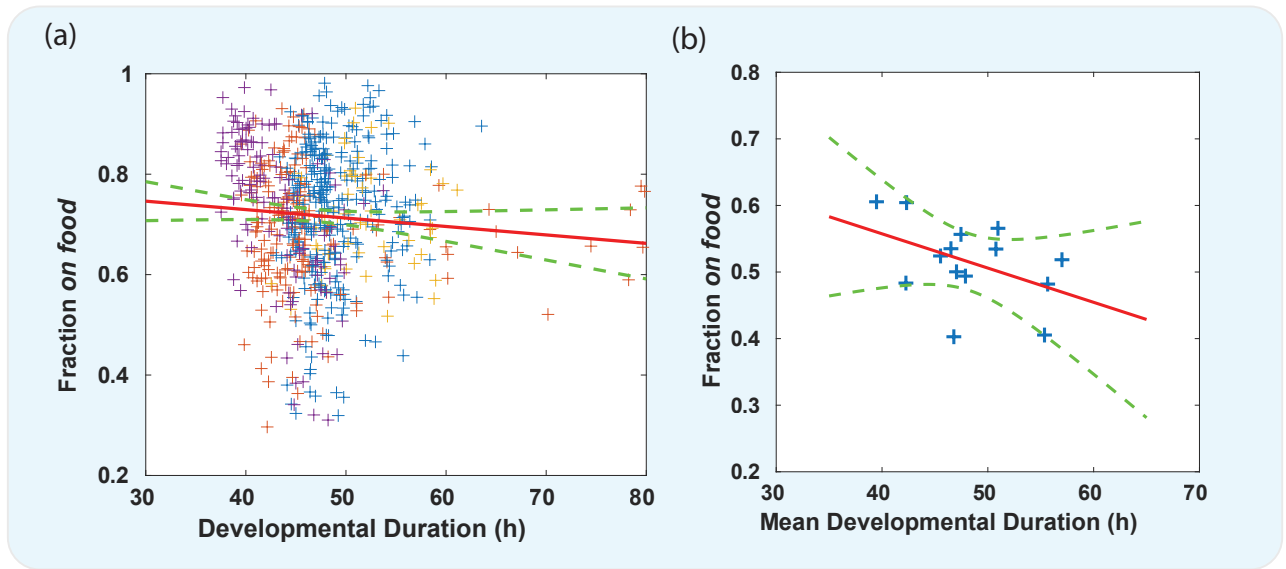 (a)
1
0.8
0.6
0.4
0.2
Fraction on food
30 40 50 60 70 80
Developmental Duration (h)
(b)
0.8
0.7
0.6
0.5
0.4
0.3
0.2
Fraction on food
30 40 50 60 70
Mean Developmental Duration (h)